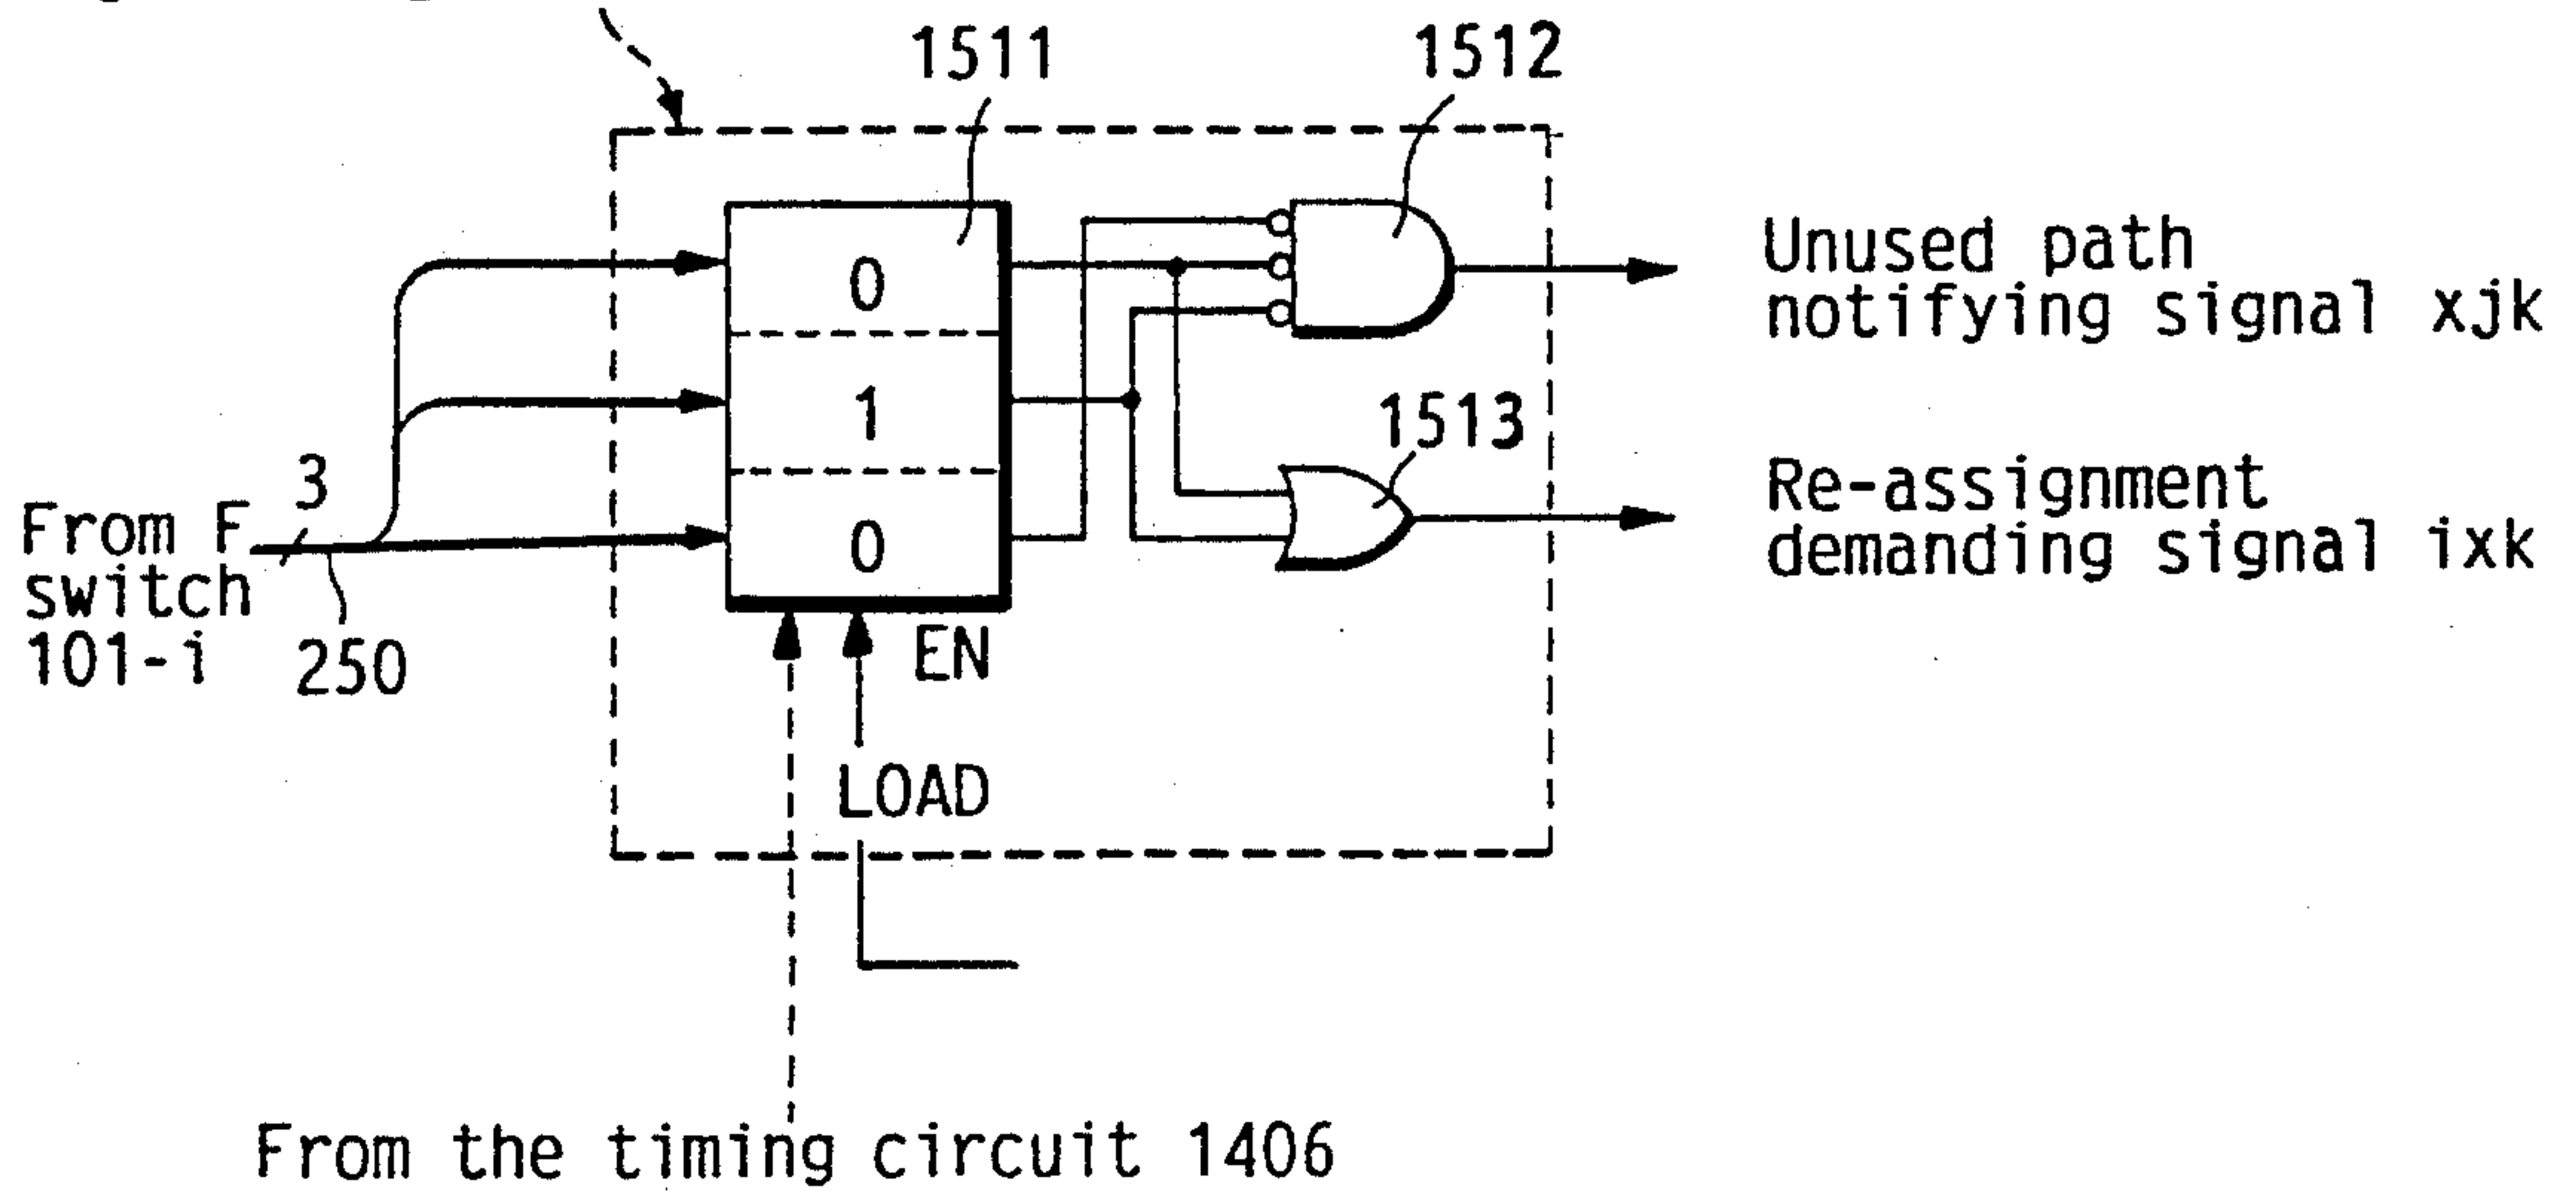 1511
1512
0
1
0
Unused path
notifying signal xjk
1513
Re-assignment
demanding signal ixk
3
From F
switch
101-i
250
EN
LOAD
From the timing circuit 1406